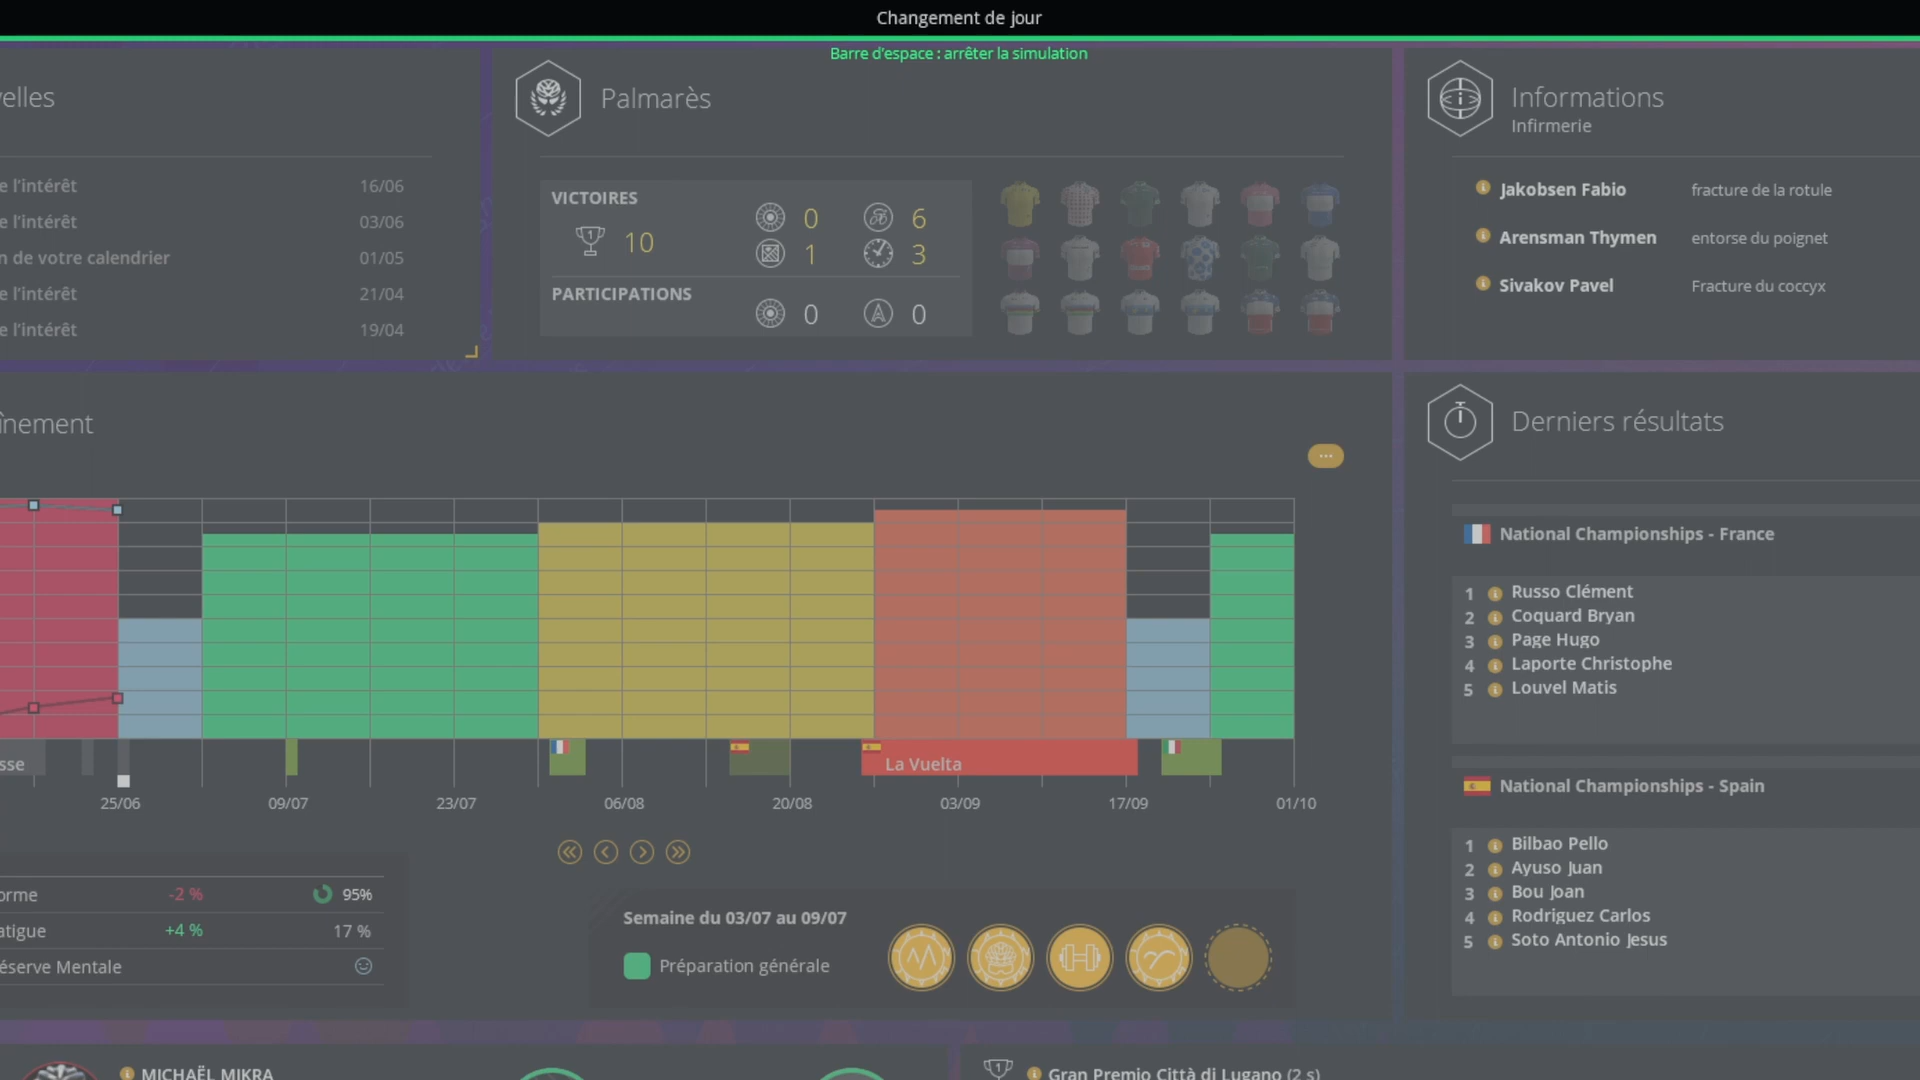 Changement de jour
Barre d'espace : arrêter la simulation
elles
e l'intérêt 16/06
e l'intérêt 03/06
n de votre calendrier 01/05
e l'intérêt 21/04
e l'intérêt 19/04
Palmarès
VICTOIRES
10
0 6
1 3
PARTICIPATIONS
0 0
Informations
Infirmerie
Jakobsen Fabio fracture de la rotule
Arensman Thymen entorse du poignet
Sivakov Pavel Fracture du coccyx
înement
sse
La Vuelta
25/06 09/07 23/07 06/08 20/08 03/09 17/09 01/10
orme -2 % 95%
atigue +4 % 17 %
éserve Mentale
Semaine du 03/07 au 09/07
Préparation générale
Derniers résultats
National Championships - France
1 Russo Clément
2 Coquard Bryan
3 Page Hugo
4 Laporte Christophe
5 Louvel Matis
National Championships - Spain
1 Bilbao Pello
2 Ayuso Juan
3 Bou Joan
4 Rodriguez Carlos
5 Soto Antonio Jesus
MICHAËL MIKRA
Gran Premio Città di Lugano (2 s)